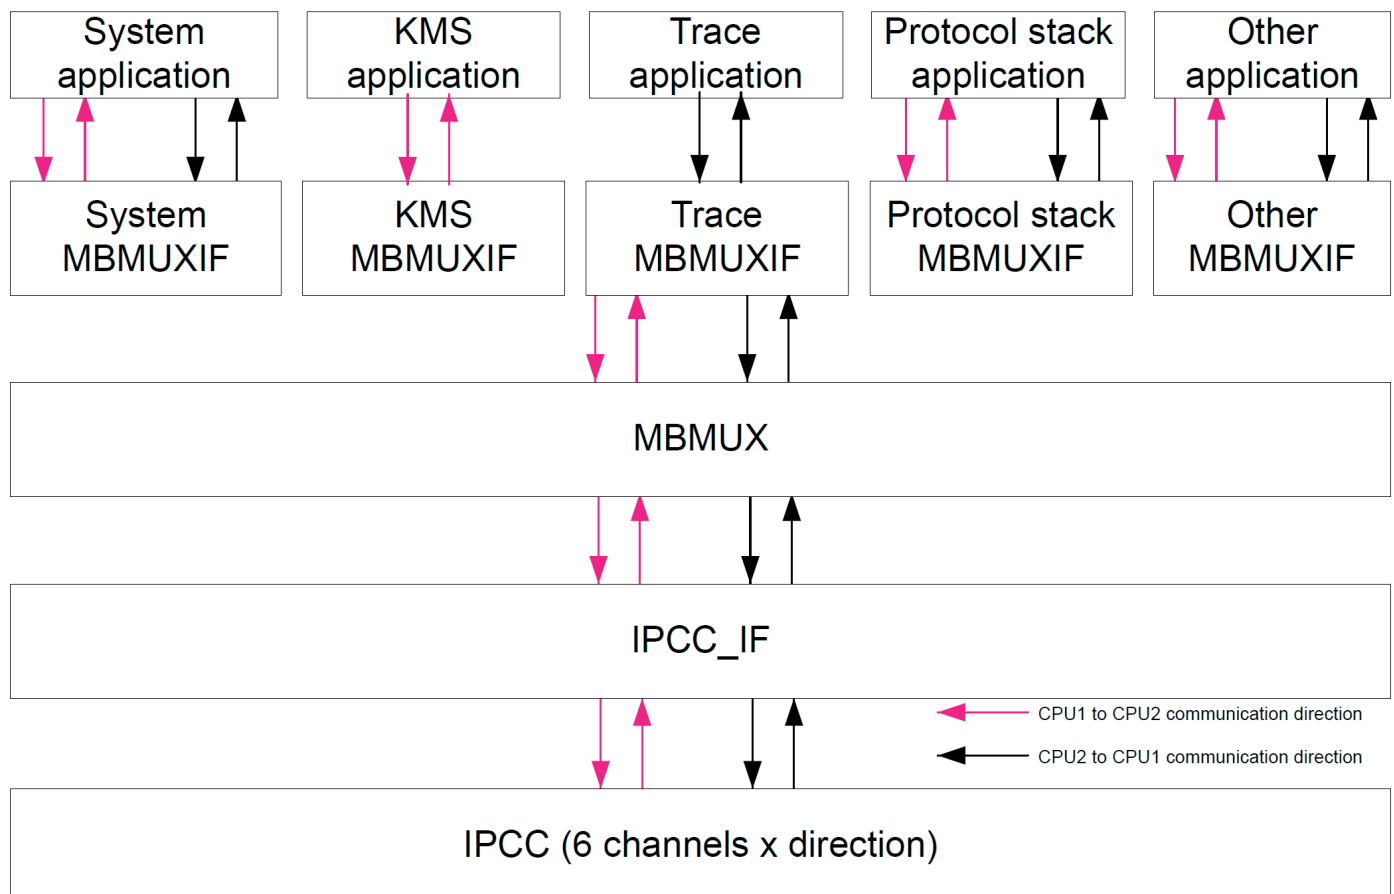 System
application
KMS
application
Trace
application
Protocol stack
application
Other
application
System
MBMUXIF
KMS
MBMUXIF
Trace
MBMUXIF
Protocol stack
MBMUXIF
Other
MBMUXIF
MBMUX
IPCC_IF
CPU1 to CPU2 communication direction
CPU2 to CPU1 communication direction
IPCC (6 channels x direction)